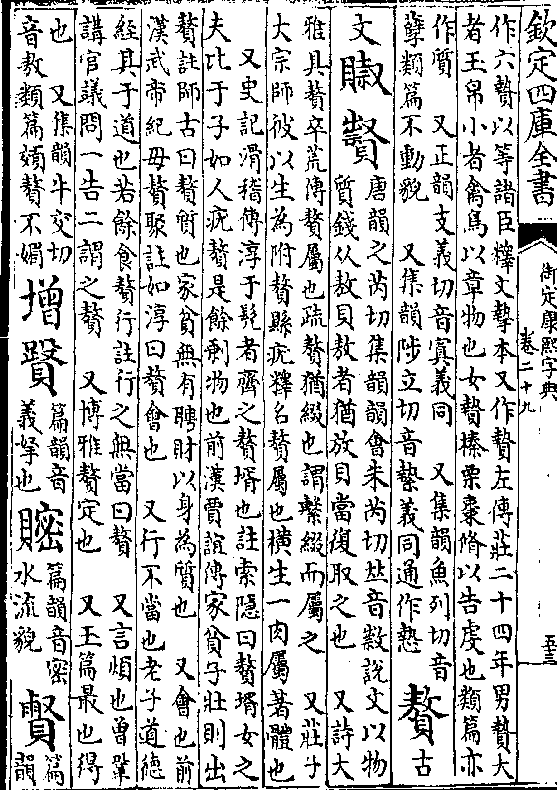 欽定四庫全書
御定康熙字典
卷二十九
五三
作六贄以等諸臣釋文摯本又作贄左傳莊二十四年男贄大
者玉帛小者禽鳥以章物也女贄榛栗棗脩以告虔也類篇亦
作質　又正韻支義切音寘義同　又集韻魚列切音
孽類篇不動貌　又集韻陟立切音縶義同通作慹　贅古
文𧵳𧷓唐韻之芮切集韻韻會朱芮切𠀤音綴說文以物
質錢从敖貝敖者猶放貝當復取之也　又詩大
雅具贅卒荒傳贅屬也疏贅猶綴也謂繫綴而屬之　又莊子
大宗師彼以生為附贅縣疣釋名贅屬也橫生一肉屬著體也
又史記滑稽傳淳于髡者齊之贅壻也註索隱曰贅壻女之
夫比于子如人疣贅是餘剩物也前漢賈誼傳家貧子壯則出
贅註師古曰贅質也家貧無有聘財以身為質也　又會也前
漢武帝紀毋贅聚註如淳曰贅會也　又行不當也老子道德
經其于道也若餘食贅行註行之無當曰贅　又言煩也曾鞏
講官議問一告二謂之贅　又博雅贅定也　又玉篇最也得
也　又集韻牛交切
音敖類篇嬻贅不媚　增　賢篇韻音
義孥也　䁇篇韻音密
水流貌　贒篇
韻